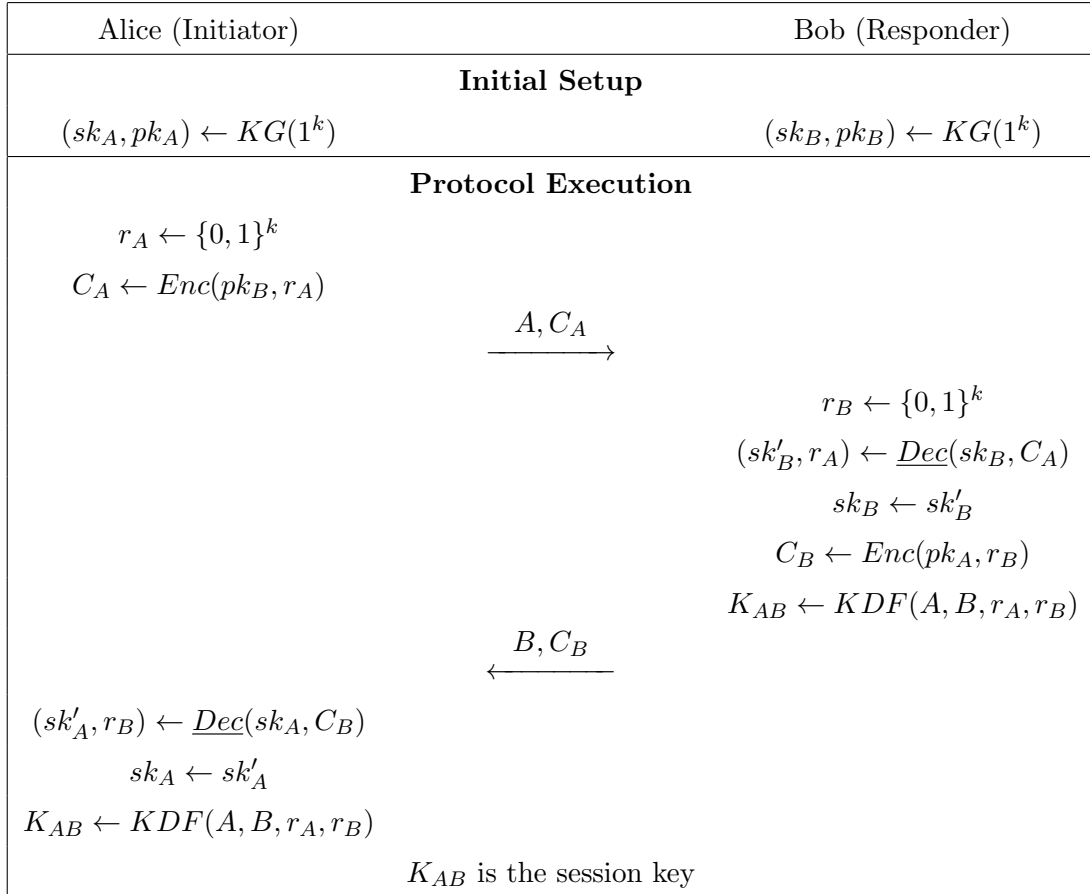 Alice (Initiator) Bob (Responder)
Initial Setup
(sk_A, pk_A) ← KG(1^k) (sk_B, pk_B) ← KG(1^k)
Protocol Execution
r_A ← {0, 1}^k
C_A ← Enc(pk_B, r_A)
A, C_A
r_B ← {0, 1}^k
(sk'_B, r_A) ← Dec(sk_B, C_A)
sk_B ← sk'_B
C_B ← Enc(pk_A, r_B)
K_AB ← KDF(A, B, r_A, r_B)
B, C_B
(sk'_A, r_B) ← Dec(sk_A, C_B)
sk_A ← sk'_A
K_AB ← KDF(A, B, r_A, r_B)
K_AB is the session key